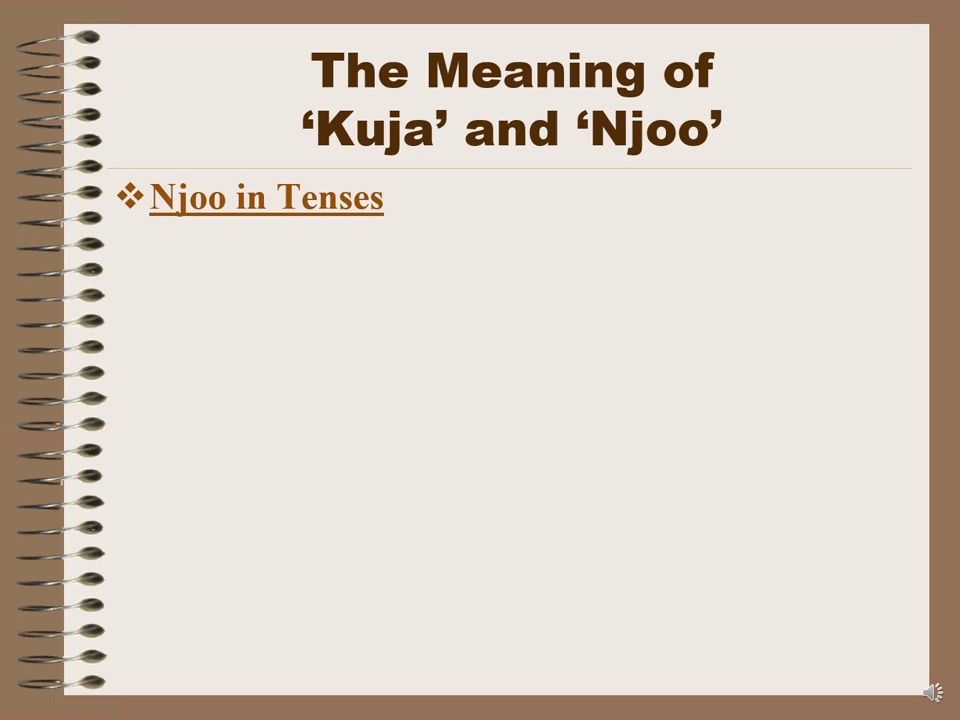 The Meaning of
‘Kuja’ and ‘Njoo’
❖ Njoo in Tenses